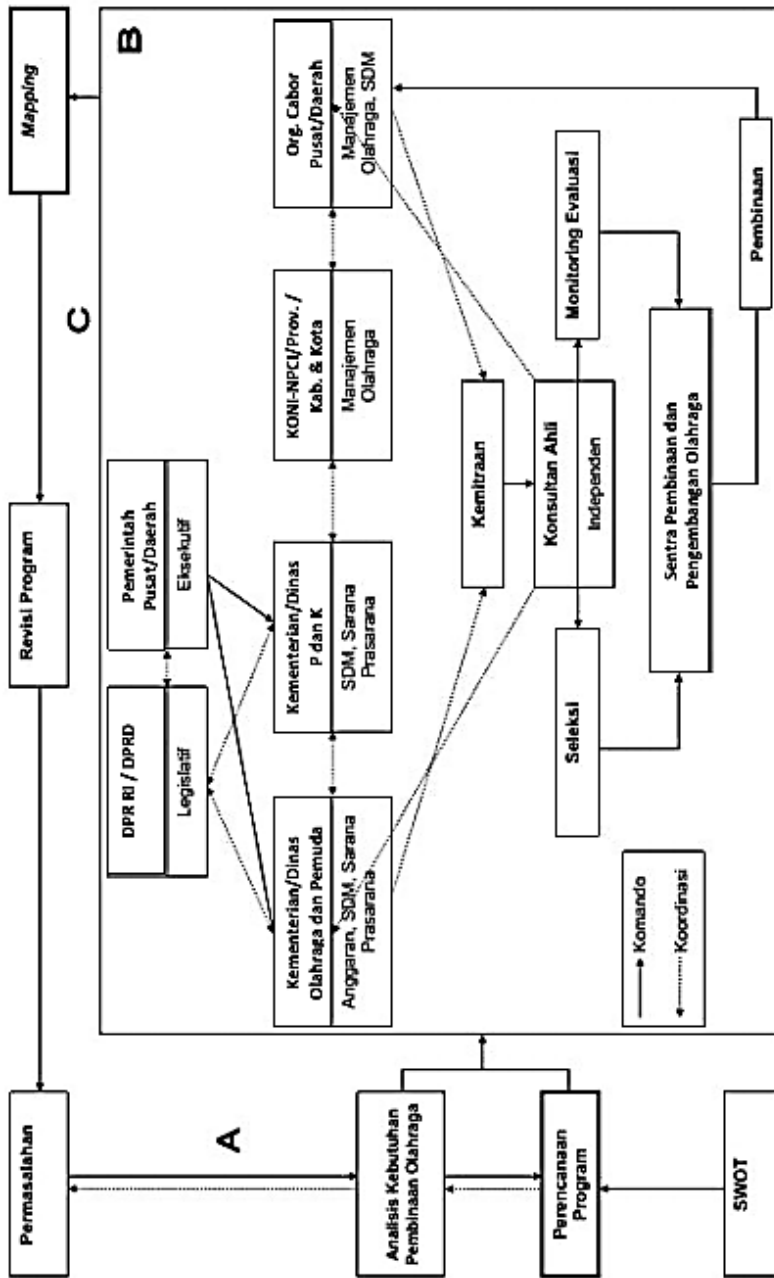 Permasalahan
Revisi Program
Mapping
A
C
B
DPR RI / DPRD
Legislatif
Pemerintah
Pusat/Daerah
Eksekutif
Kementerian/Dinas
Olahraga dan Pemuda
Anggaran, SDM, Sarana
Prasarana
Kementerian/Dinas
P dan K
SDM, Sarana
Prasarana
KONI-NPCI/Prov. /
Kab. & Kota
Manajemen
Olahraga
Org. Cabor
Pusat/Daerah
Manajemen
Olahraga, SDM
Analisis Kebutuhan
Pembinaan Olahraga
Perencanaan
Program
SWOT
Kemitraan
Konsultan Ahli
Independen
Seleksi
Monitoring Evaluasi
Sentra Pembinaan dan
Pengembangan Olahraga
Pembinaan
Komando
Koordinasi